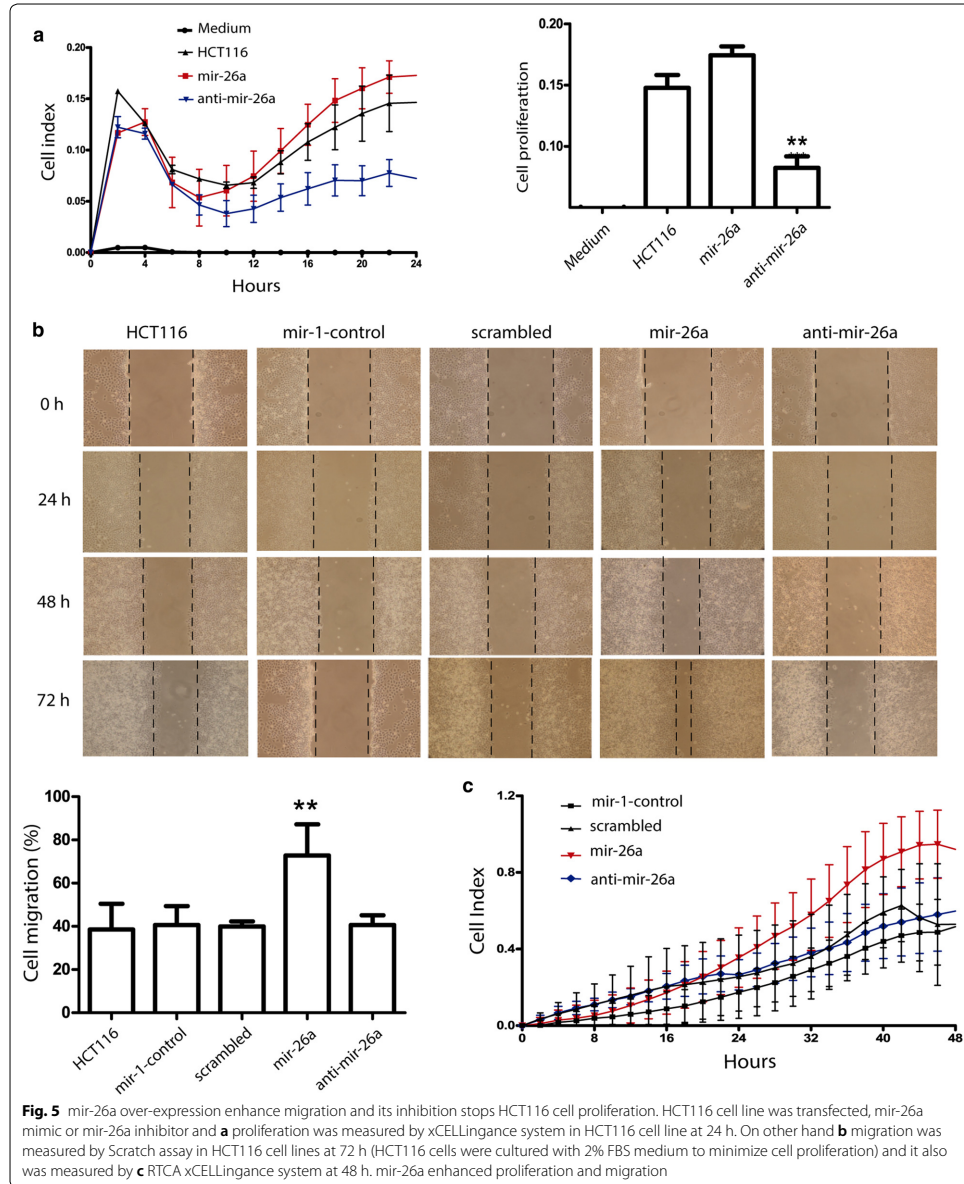 a
Medium
HCT116
mir-26a
anti-mir-26a
0.20
0.15
0.10
0.05
0.00
Cell index
0 4 8 12 16 20 24
Hours
0.20
0.15
0.10
Cell proliferation
**
Medium
HCT116
mir-26a
anti-mir-26a
b
HCT116 mir-1-control scrambled mir-26a anti-mir-26a
0 h
24 h
48 h
72 h
100
80
60
40
20
0
Cell migration (%)
**
HCT116
mir-1-control
scrambled
mir-26a
anti-mir-26a
c
mir-1-control
scrambled
mir-26a
anti-mir-26a
1.2
0.8
0.4
0.0
Cell Index
0 8 16 24 32 40 48
Hours
Fig. 5 mir-26a over-expression enhance migration and its inhibition stops HCT116 cell proliferation. HCT116 cell line was transfected, mir-26a
mimic or mir-26a inhibitor and a proliferation was measured by xCELLingance system in HCT116 cell line at 24 h. On other hand b migration was
measured by Scratch assay in HCT116 cell lines at 72 h (HCT116 cells were cultured with 2% FBS medium to minimize cell proliferation) and it also
was measured by c RTCA xCELLingance system at 48 h. mir-26a enhanced proliferation and migration